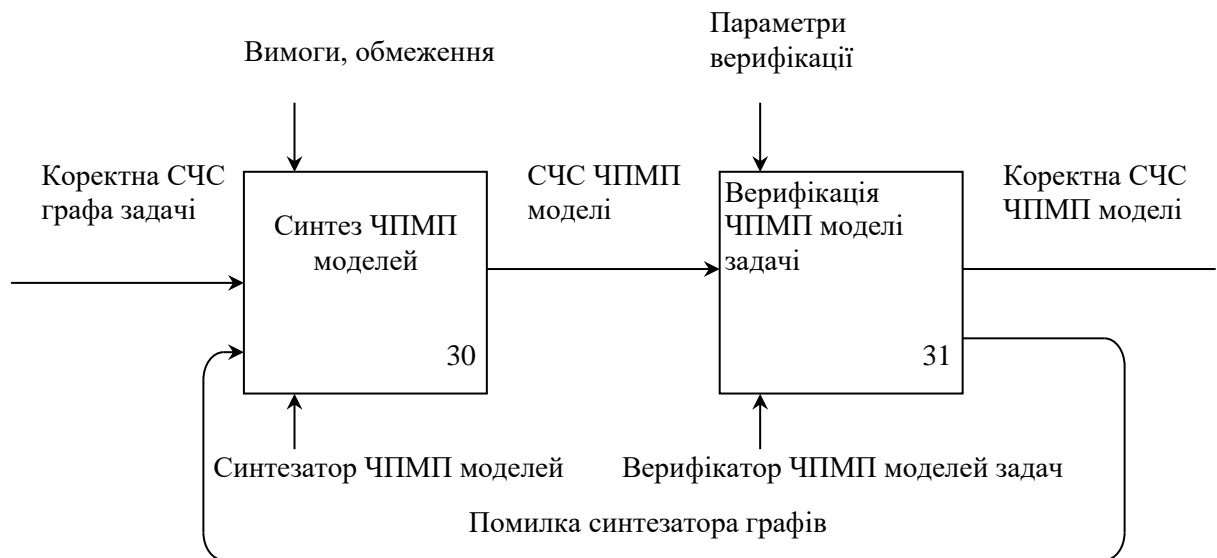 Вимоги, обмеження
Параметри
верифікації
Коректна СЧС
графа задачі
Синтез ЧПМП
моделей
30
СЧС ЧПМП
моделі
Верифікація
ЧПМП моделі
задачі
31
Коректна СЧС
ЧПМП моделі
Синтезатор ЧПМП моделей
Верифікатор ЧПМП моделей задач
Помилка синтезатора графів